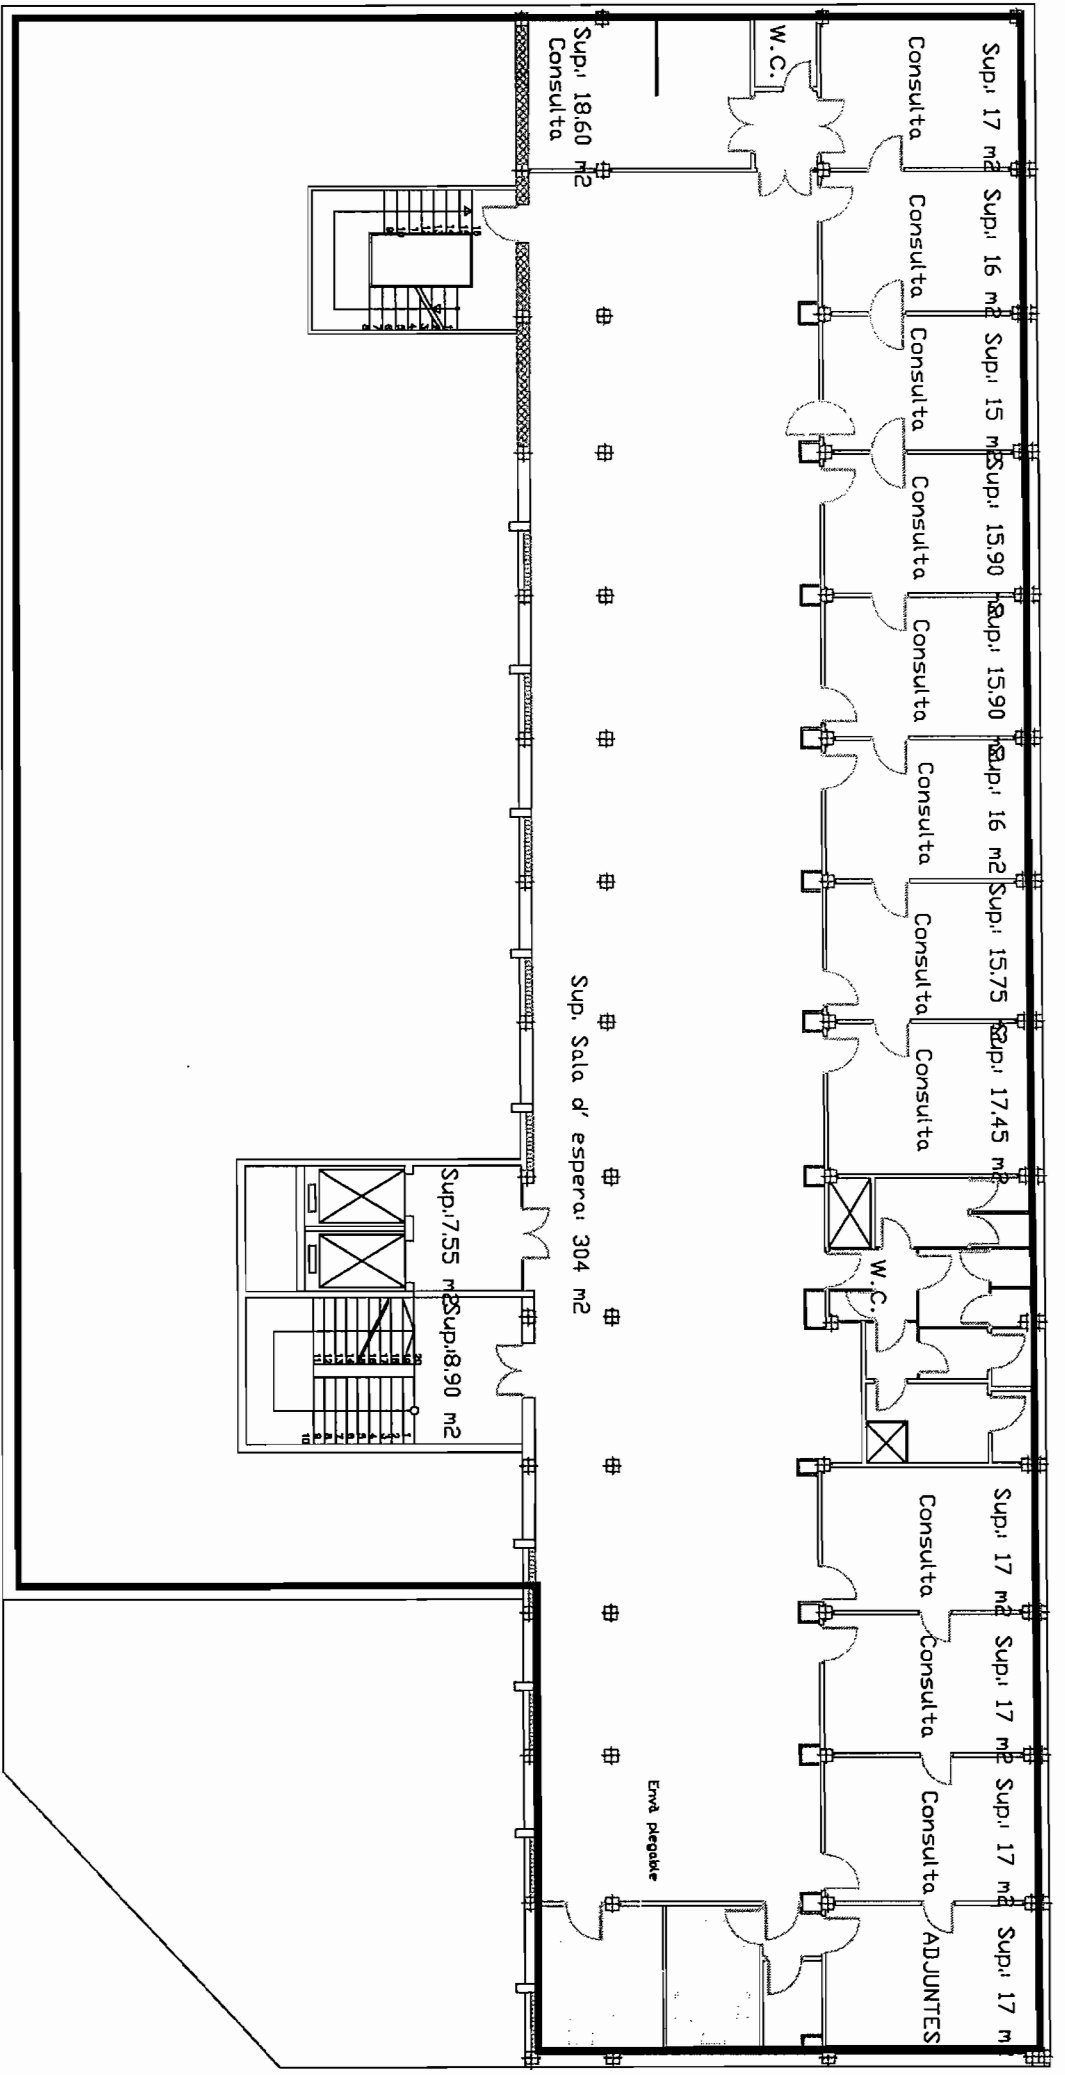 W.C.
Sup.: 18.60 m2
Consulta
Sup.: 17 m2
Consulta
Sup.: 16 m2
Consulta
Sup.: 15 m2
Consulta
Sup.: 15.90 m2
Consulta
Sup.: 15.90 m2
Consulta
Sup.: 16 m2
Consulta
Sup.: 15.75
Consulta
Sup.: 17.45 m2
Consulta
W.C.
Sup. Sala d' espera: 304 m2
Sup.:7.55 m2
Sup.:8.90 m2
Sup.: 17 m2
Consulta
Sup.: 17 m2
Consulta
Sup.: 17 m2
Consulta
Sup.: 17 m
ADJUNTES
Envà plegable